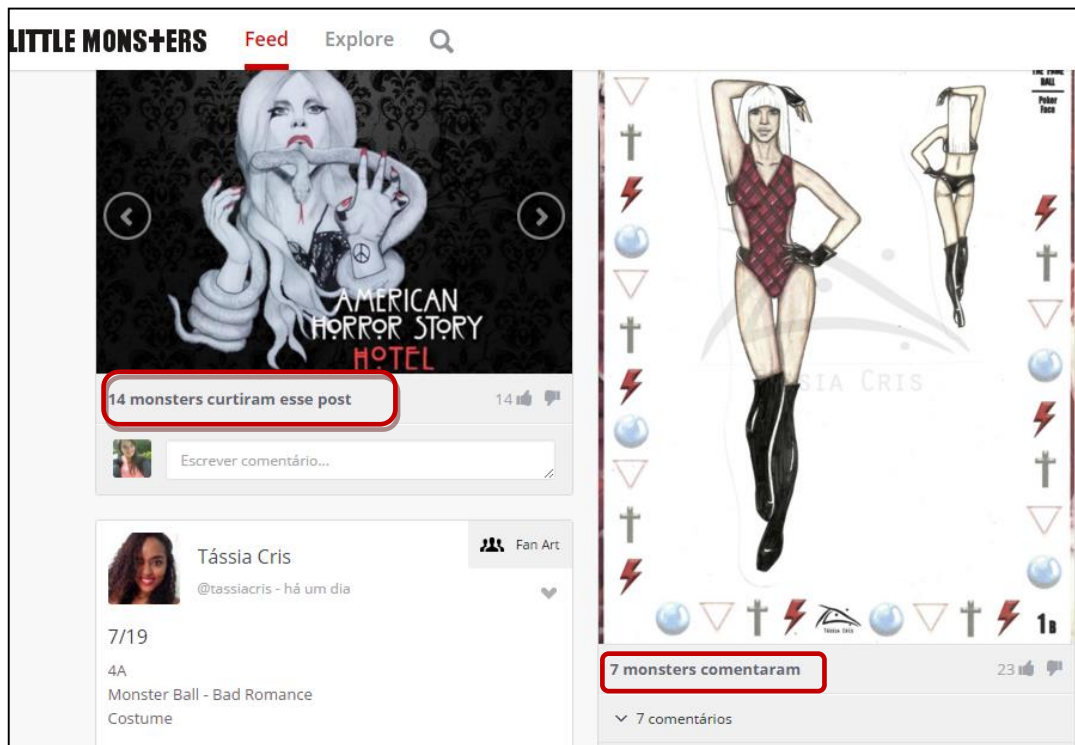 LITTLE MONSTERS Feed Explore
AMERICAN
HORROR STORY
HOTEL
14 monsters curtiram esse post 14
Escrever comentário...
Tássia Cris
@tassiacris - há um dia
Fan Art
7/19
4A
Monster Ball - Bad Romance
Costume
THE FAME
BALL
Poker
Face
SIA CRIS
TÁSSIA CRIS
1B
7 monsters comentaram 23
7 comentários